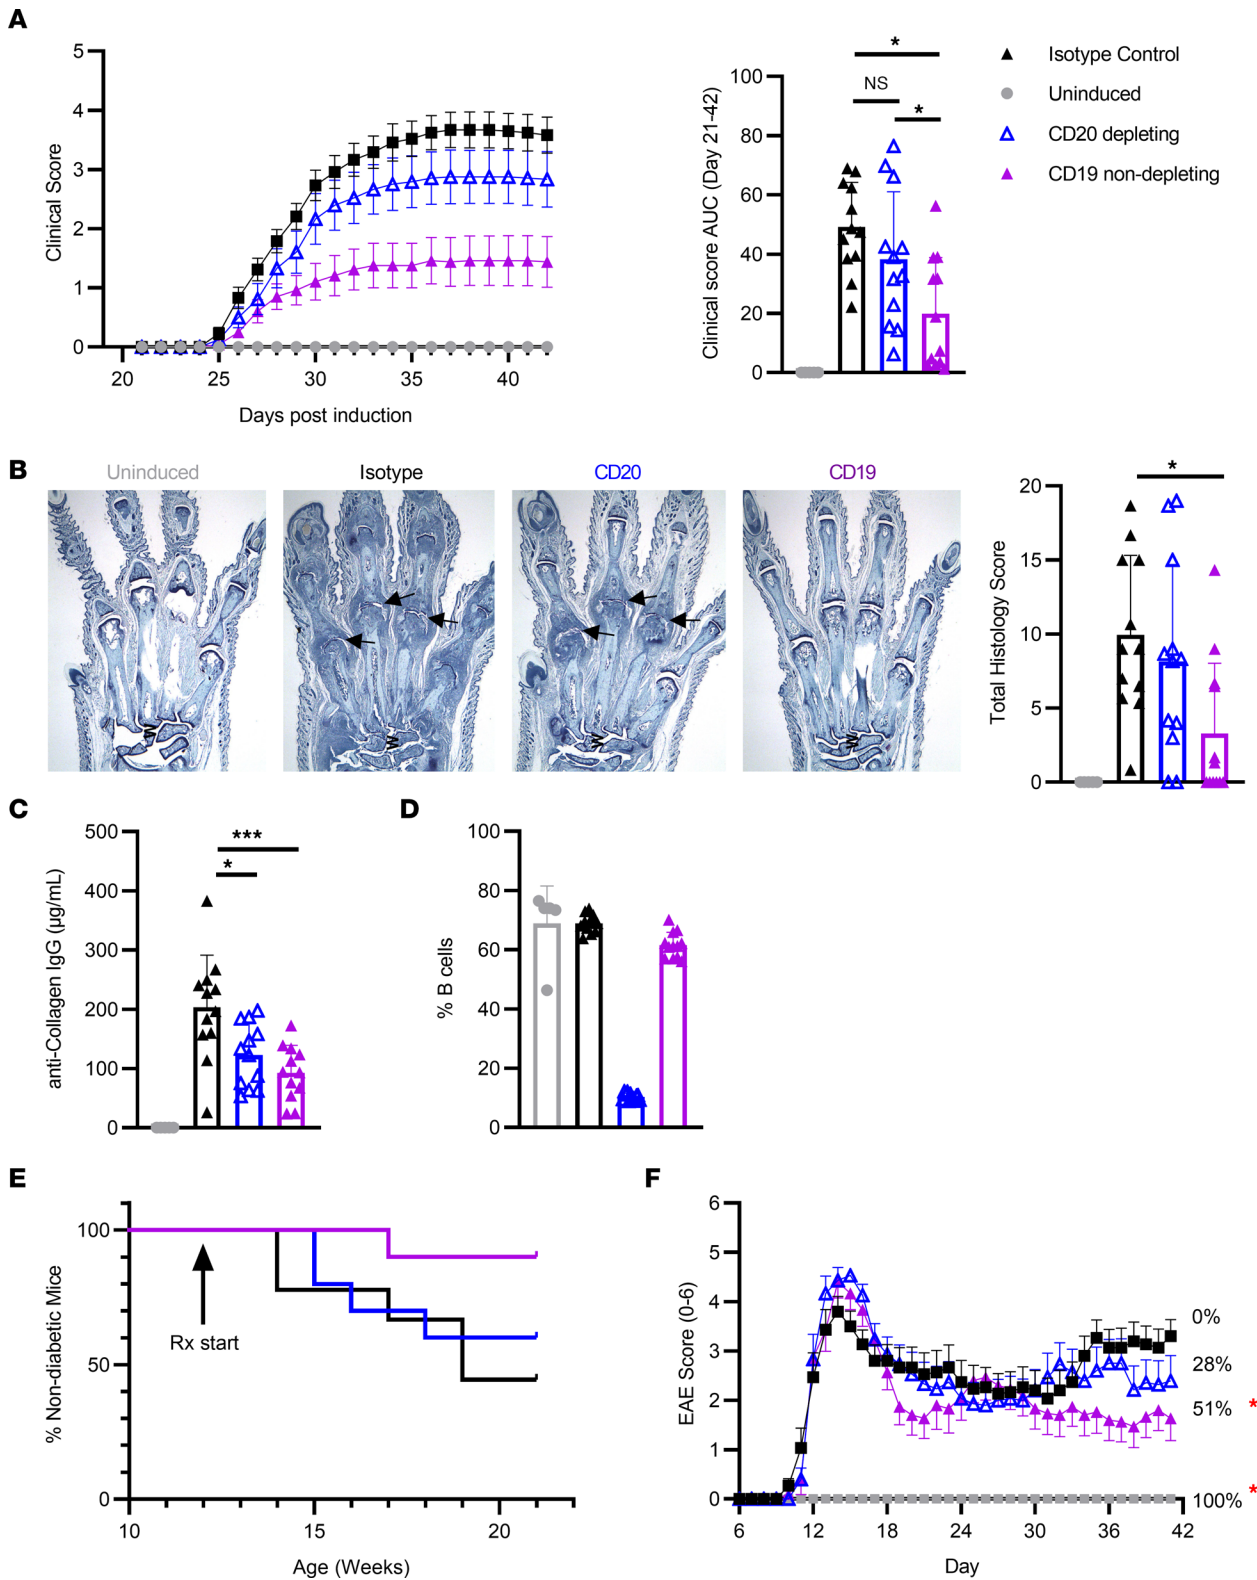 A
5
4
3
2
1
0
Clinical Score
20
25
30
35
40
Days post induction
100
80
60
40
20
0
Clinical score AUC (Day 21-42)
*
NS
*
Isotype Control
Uninduced
CD20 depleting
CD19 non-depleting
B
Uninduced
Isotype
CD20
CD19
W
W
W
W
20
15
10
5
0
Total Histology Score
*
C
500
400
300
200
100
0
anti-Collagen IgG (µg/mL)
***
*
D
100
80
60
40
20
0
% B cells
E
100
50
0
% Non-diabetic Mice
Rx start
10
15
20
Age (Weeks)
F
6
5
4
3
2
1
0
EAE Score (0-6)
0%
28%
51% *
100% *
6
12
18
24
30
36
42
Day